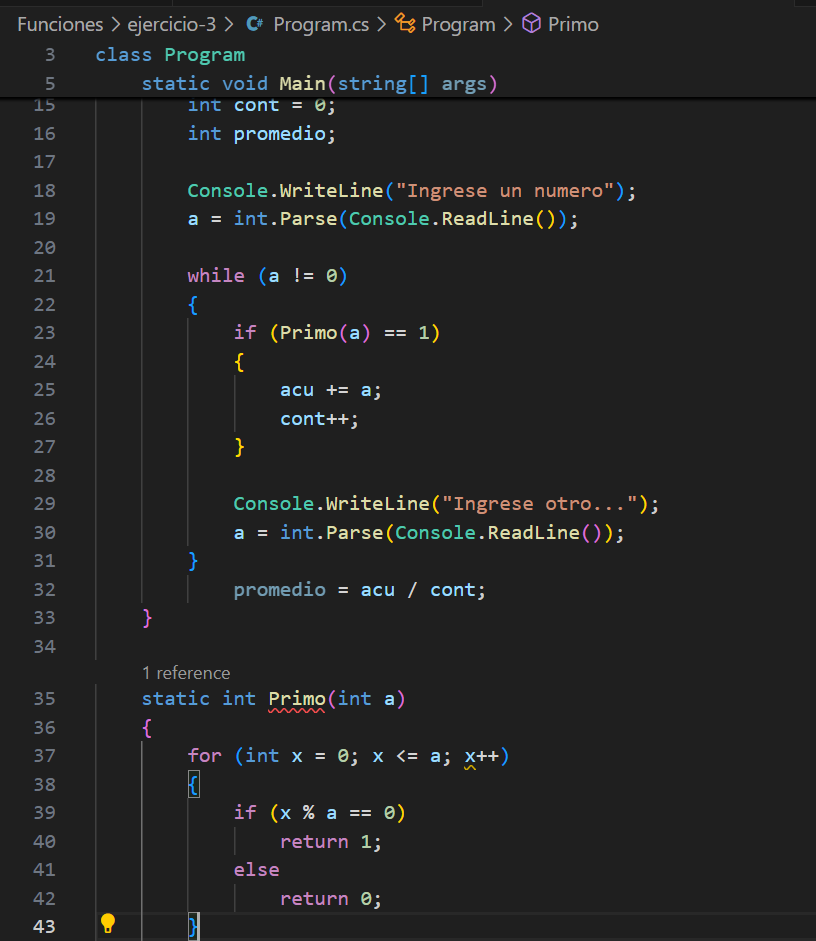 Funciones > ejercicio-3 > C# Program.cs > Program > Primo
3 class Program
5 static void Main(string[] args)
15 int cont = 0;
16 int promedio;
17
18 Console.WriteLine("Ingrese un numero");
19 a = int.Parse(Console.ReadLine());
20
21 while (a != 0)
22 {
23 if (Primo(a) == 1)
24 {
25 acu += a;
26 cont++;
27 }
28
29 Console.WriteLine("Ingrese otro...");
30 a = int.Parse(Console.ReadLine());
31 }
32 promedio = acu / cont;
33 }
34
1 reference
35 static int Primo(int a)
36 {
37 for (int x = 0; x <= a; x++)
38 {
39 if (x % a == 0)
40 return 1;
41 else
42 return 0;
43 }